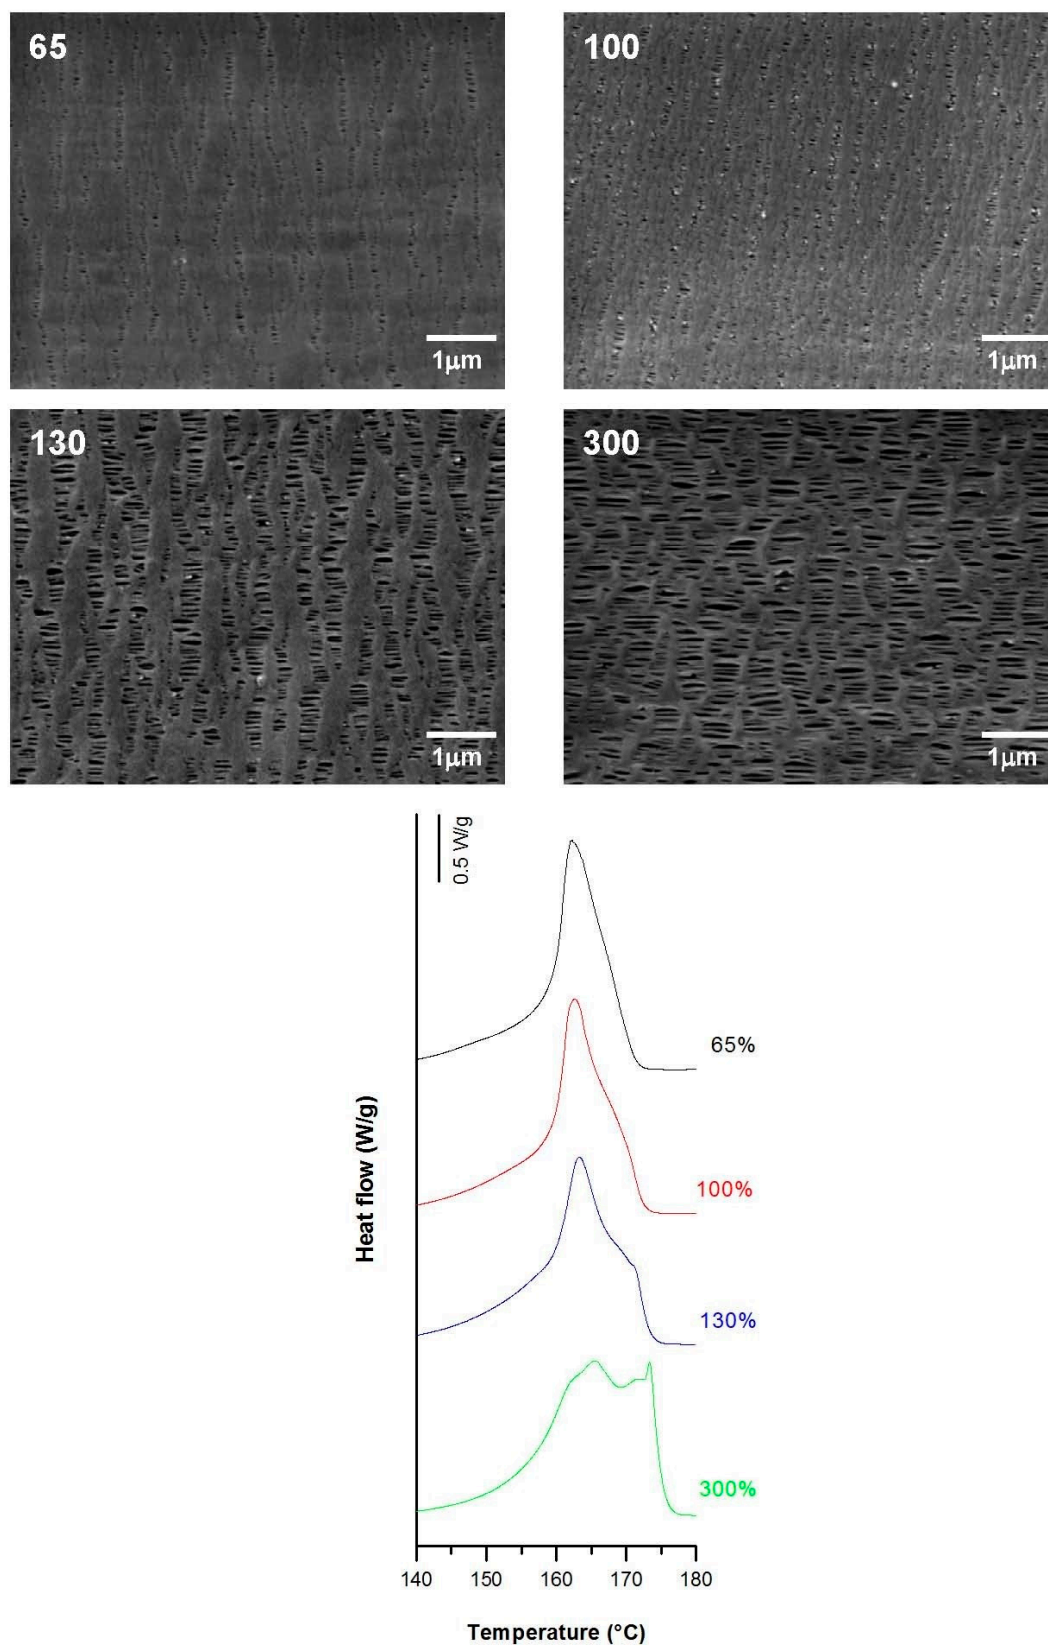 65
100
1μm
1μm
130
300
1μm
1μm
0.5 W/g
65%
100%
130%
300%
Heat flow (W/g)
140 150 160 170 180
Temperature (°C)